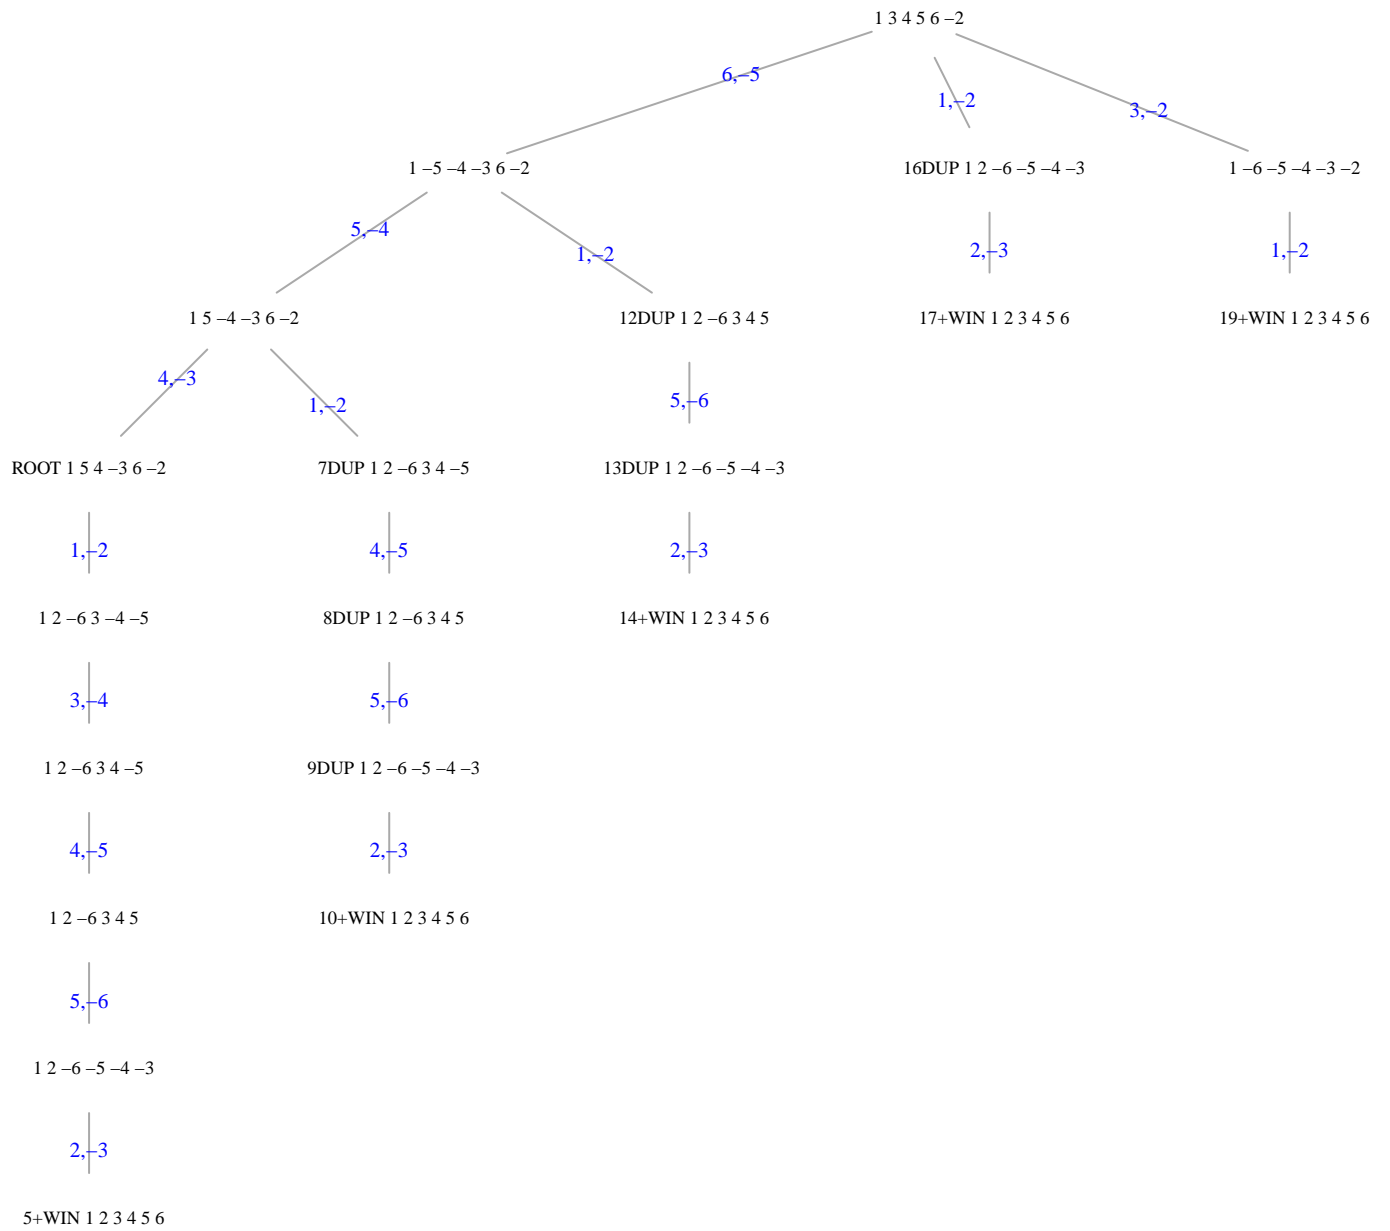 1 3 4 5 6 –2
6,–5
1,–2
3,–2
1 –5 –4 –3 6 –2
16DUP 1 2 –6 –5 –4 –3
1 –6 –5 –4 –3 –2
5,–4
1,–2
2,–3
1,–2
1 5 –4 –3 6 –2
12DUP 1 2 –6 3 4 5
17+WIN 1 2 3 4 5 6
19+WIN 1 2 3 4 5 6
4,–3
1,–2
5,–6
ROOT 1 5 4 –3 6 –2
7DUP 1 2 –6 3 4 –5
13DUP 1 2 –6 –5 –4 –3
1,–2
4,–5
2,–3
1 2 –6 3 –4 –5
8DUP 1 2 –6 3 4 5
14+WIN 1 2 3 4 5 6
3,–4
5,–6
1 2 –6 3 4 –5
9DUP 1 2 –6 –5 –4 –3
4,–5
2,–3
1 2 –6 3 4 5
10+WIN 1 2 3 4 5 6
5,–6
1 2 –6 –5 –4 –3
2,–3
5+WIN 1 2 3 4 5 6